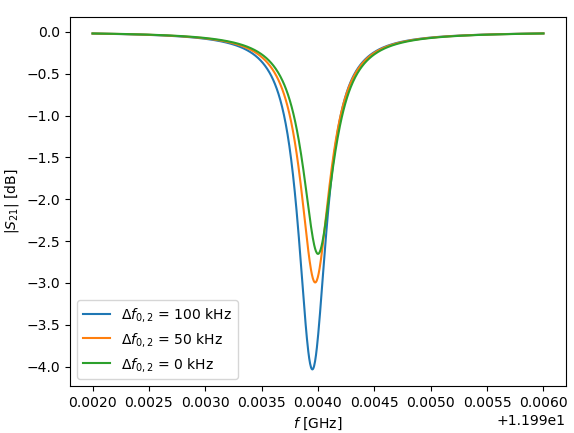 0.0
−0.5
−1.0
−1.5
−2.0
−2.5
−3.0
−3.5
−4.0
|S₂₁| [dB]
Δf₀,₂ = 100 kHz
Δf₀,₂ = 50 kHz
Δf₀,₂ = 0 kHz
0.0020 0.0025 0.0030 0.0035 0.0040 0.0045 0.0050 0.0055 0.0060
f [GHz]
+1.199e1